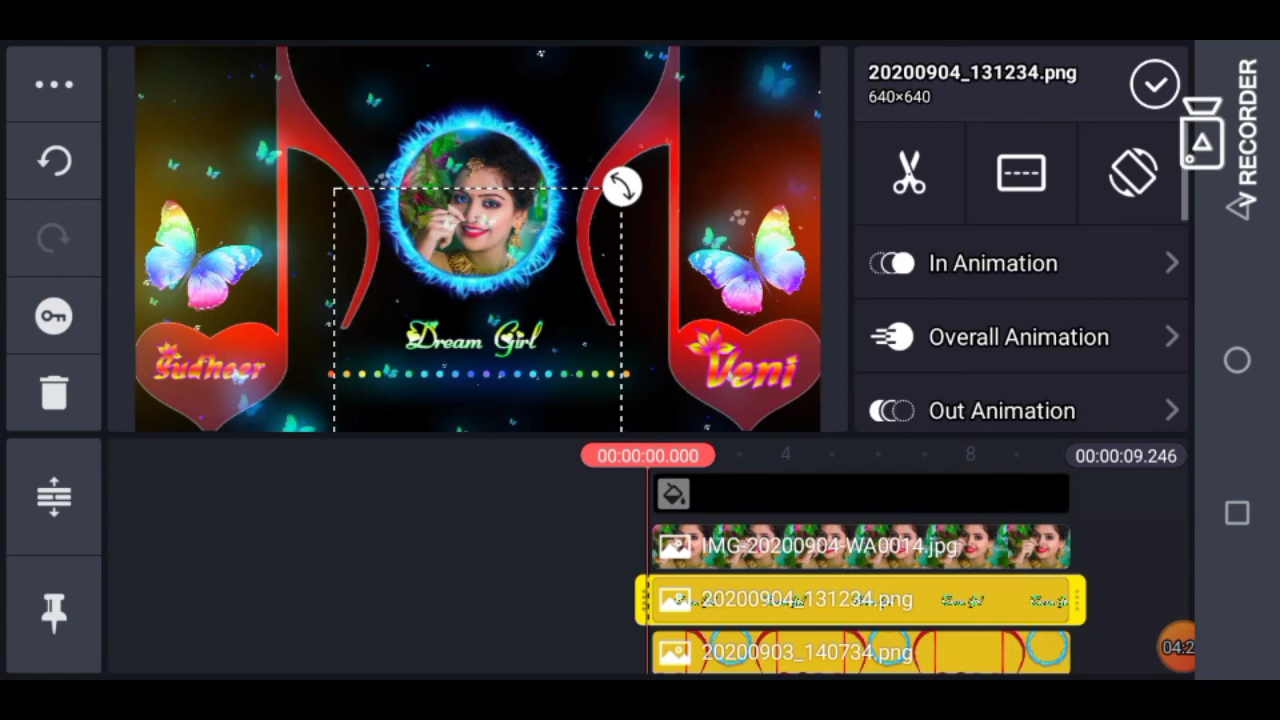 20200904_131234.png
640×640
RECORDER
In Animation
Overall Animation
Out Animation
Dream Girl
Sudheer
Veni
00:00:00.000
4
8
00:00:09.246
IMG-20200904-WA0014.jpg
20200904_131234.png
20200903_140734.png
04:2